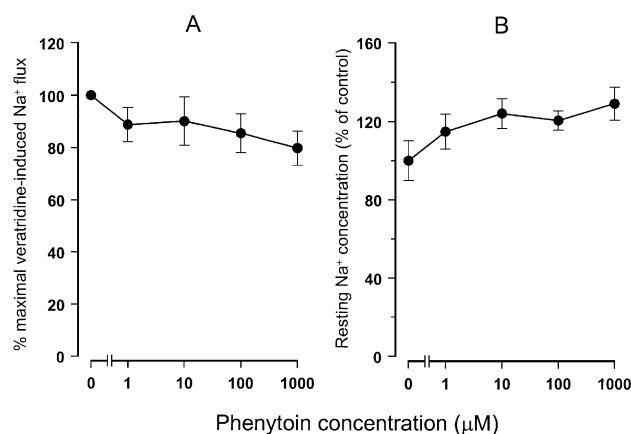 A
% maximal veratridine-induced Na⁺ flux
120
100
80
60
40
20
0
0 1 10 100 1000
B
Resting Na⁺ concentration (% of control)
160
120
80
40
0
0 1 10 100 1000
Phenytoin concentration (μM)